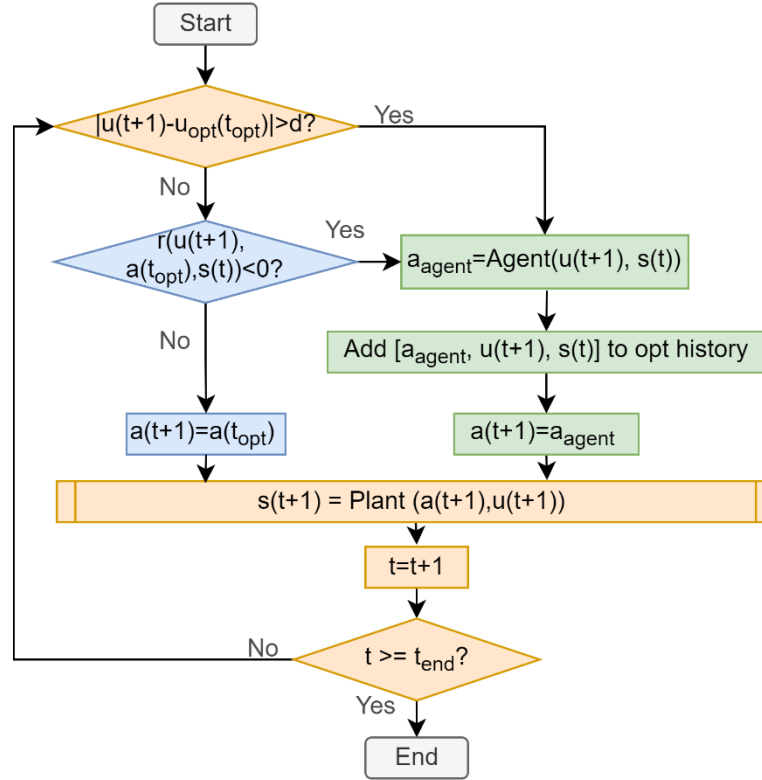 Start
|u(t+1)-u_opt(t_opt)|>d?
Yes
No
r(u(t+1),
a(t_opt),s(t))<0?
Yes
a_agent=Agent(u(t+1), s(t))
No
Add [a_agent, u(t+1), s(t)] to opt history
a(t+1)=a(t_opt)
a(t+1)=a_agent
s(t+1) = Plant (a(t+1),u(t+1))
t=t+1
No
t >= t_end?
Yes
End